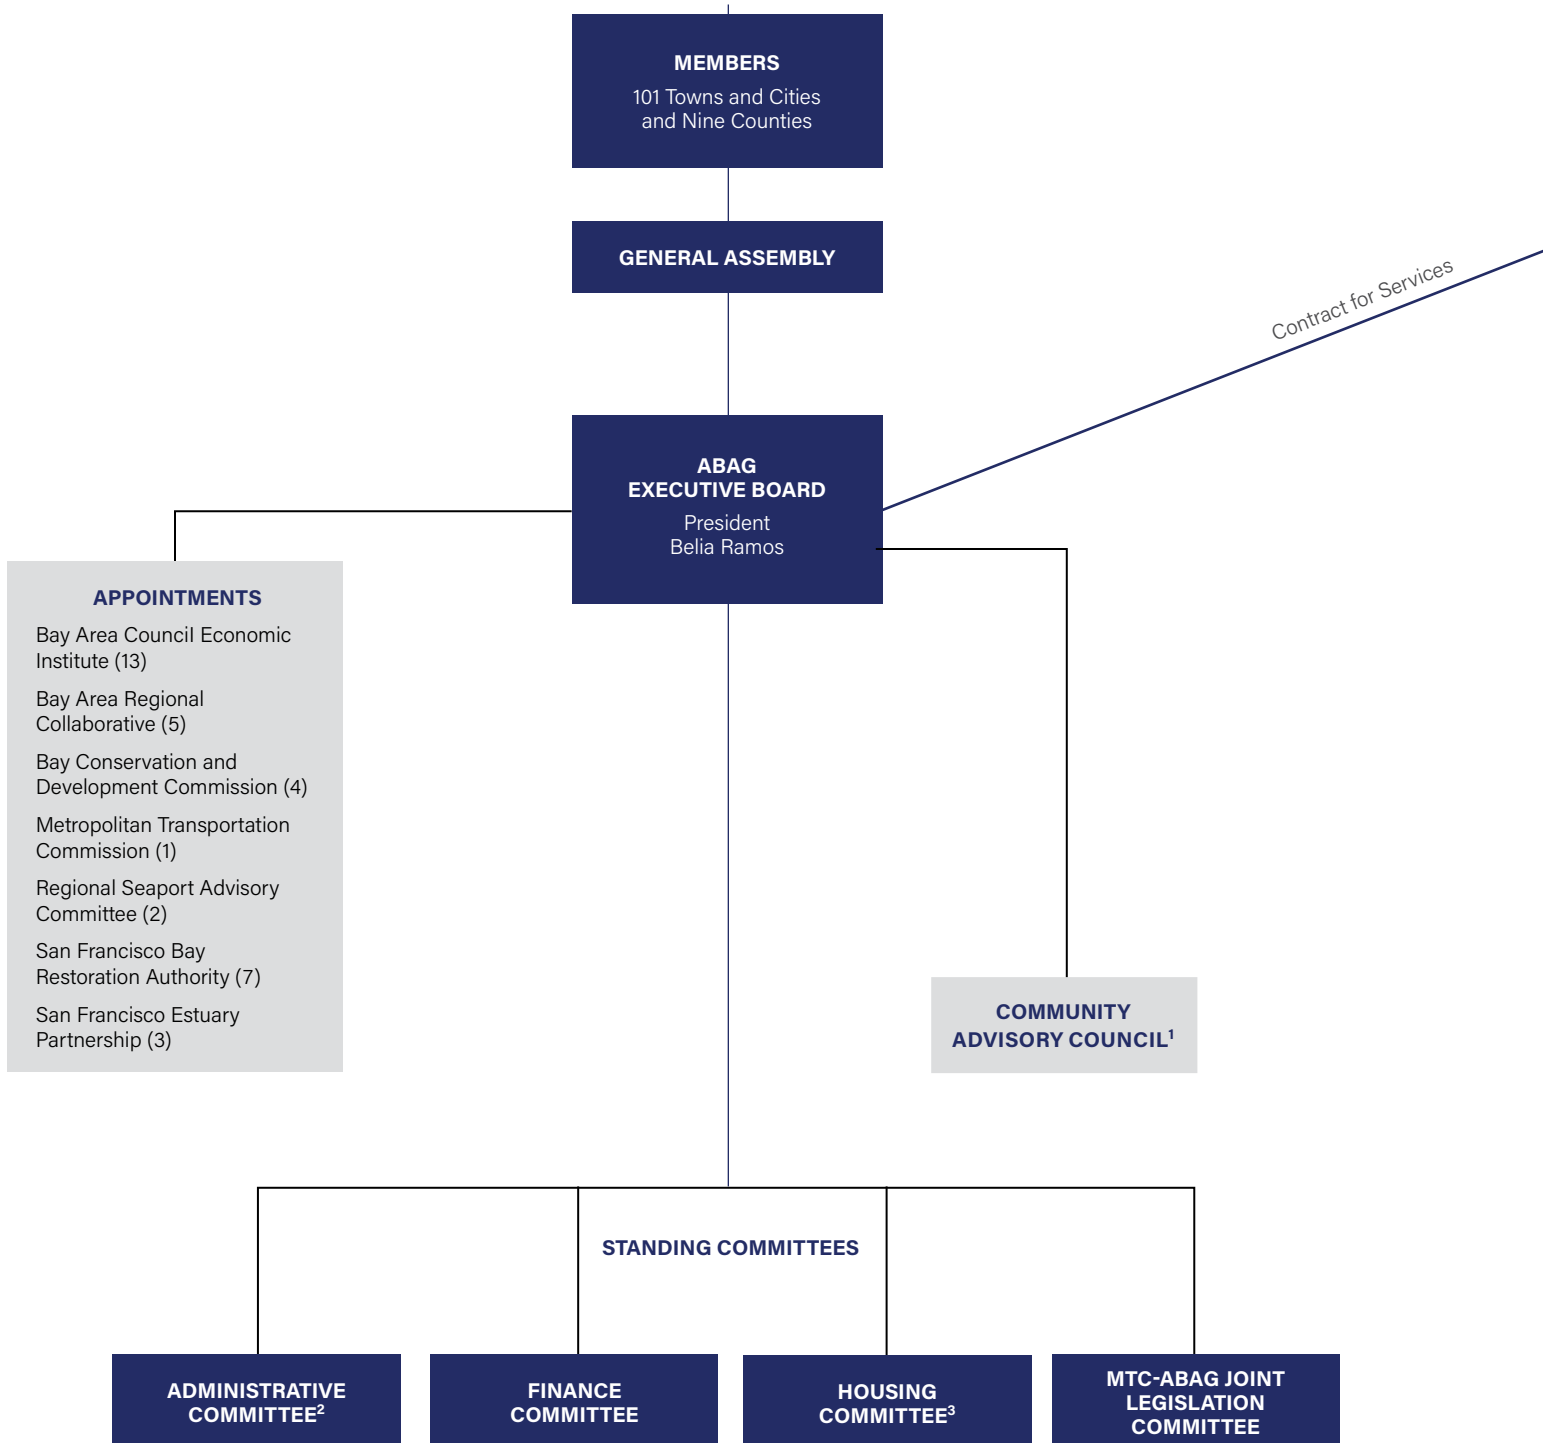 MEMBERS
101 Towns and Cities
and Nine Counties
GENERAL ASSEMBLY
Contract for Services
ABAG
EXECUTIVE BOARD
President
Belia Ramos
APPOINTMENTS
Bay Area Council Economic
Institute (13)
Bay Area Regional
Collaborative (5)
Bay Conservation and
Development Commission (4)
Metropolitan Transportation
Commission (1)
Regional Seaport Advisory
Committee (2)
San Francisco Bay
Restoration Authority (7)
San Francisco Estuary
Partnership (3)
COMMUNITY
ADVISORY COUNCIL¹
STANDING COMMITTEES
ADMINISTRATIVE
COMMITTEE²
FINANCE
COMMITTEE
HOUSING
COMMITTEE³
MTC-ABAG JOINT
LEGISLATION
COMMITTEE